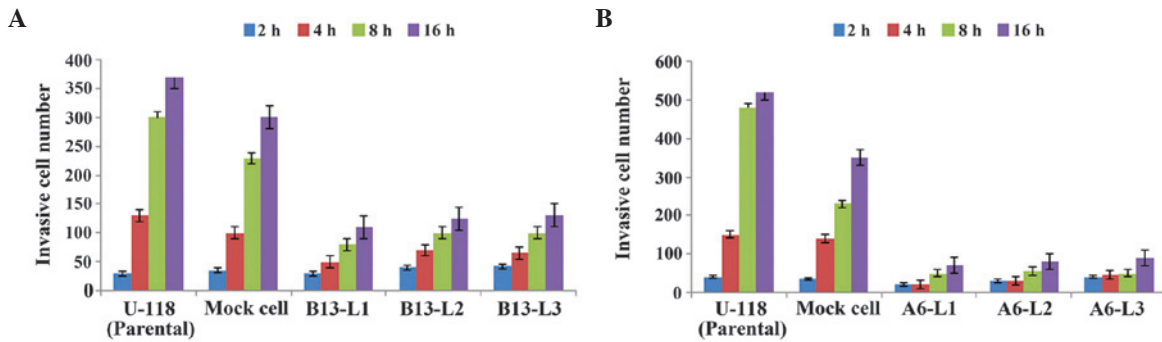 A
2 h 4 h 8 h 16 h
Invasive cell number
400
350
300
250
200
150
100
50
0
U-118 Mock cell B13-L1 B13-L2 B13-L3
(Parental)
B
2 h 4 h 8 h 16 h
Invasive cell number
600
500
400
300
200
100
0
U-118 Mock cell A6-L1 A6-L2 A6-L3
(Parental)